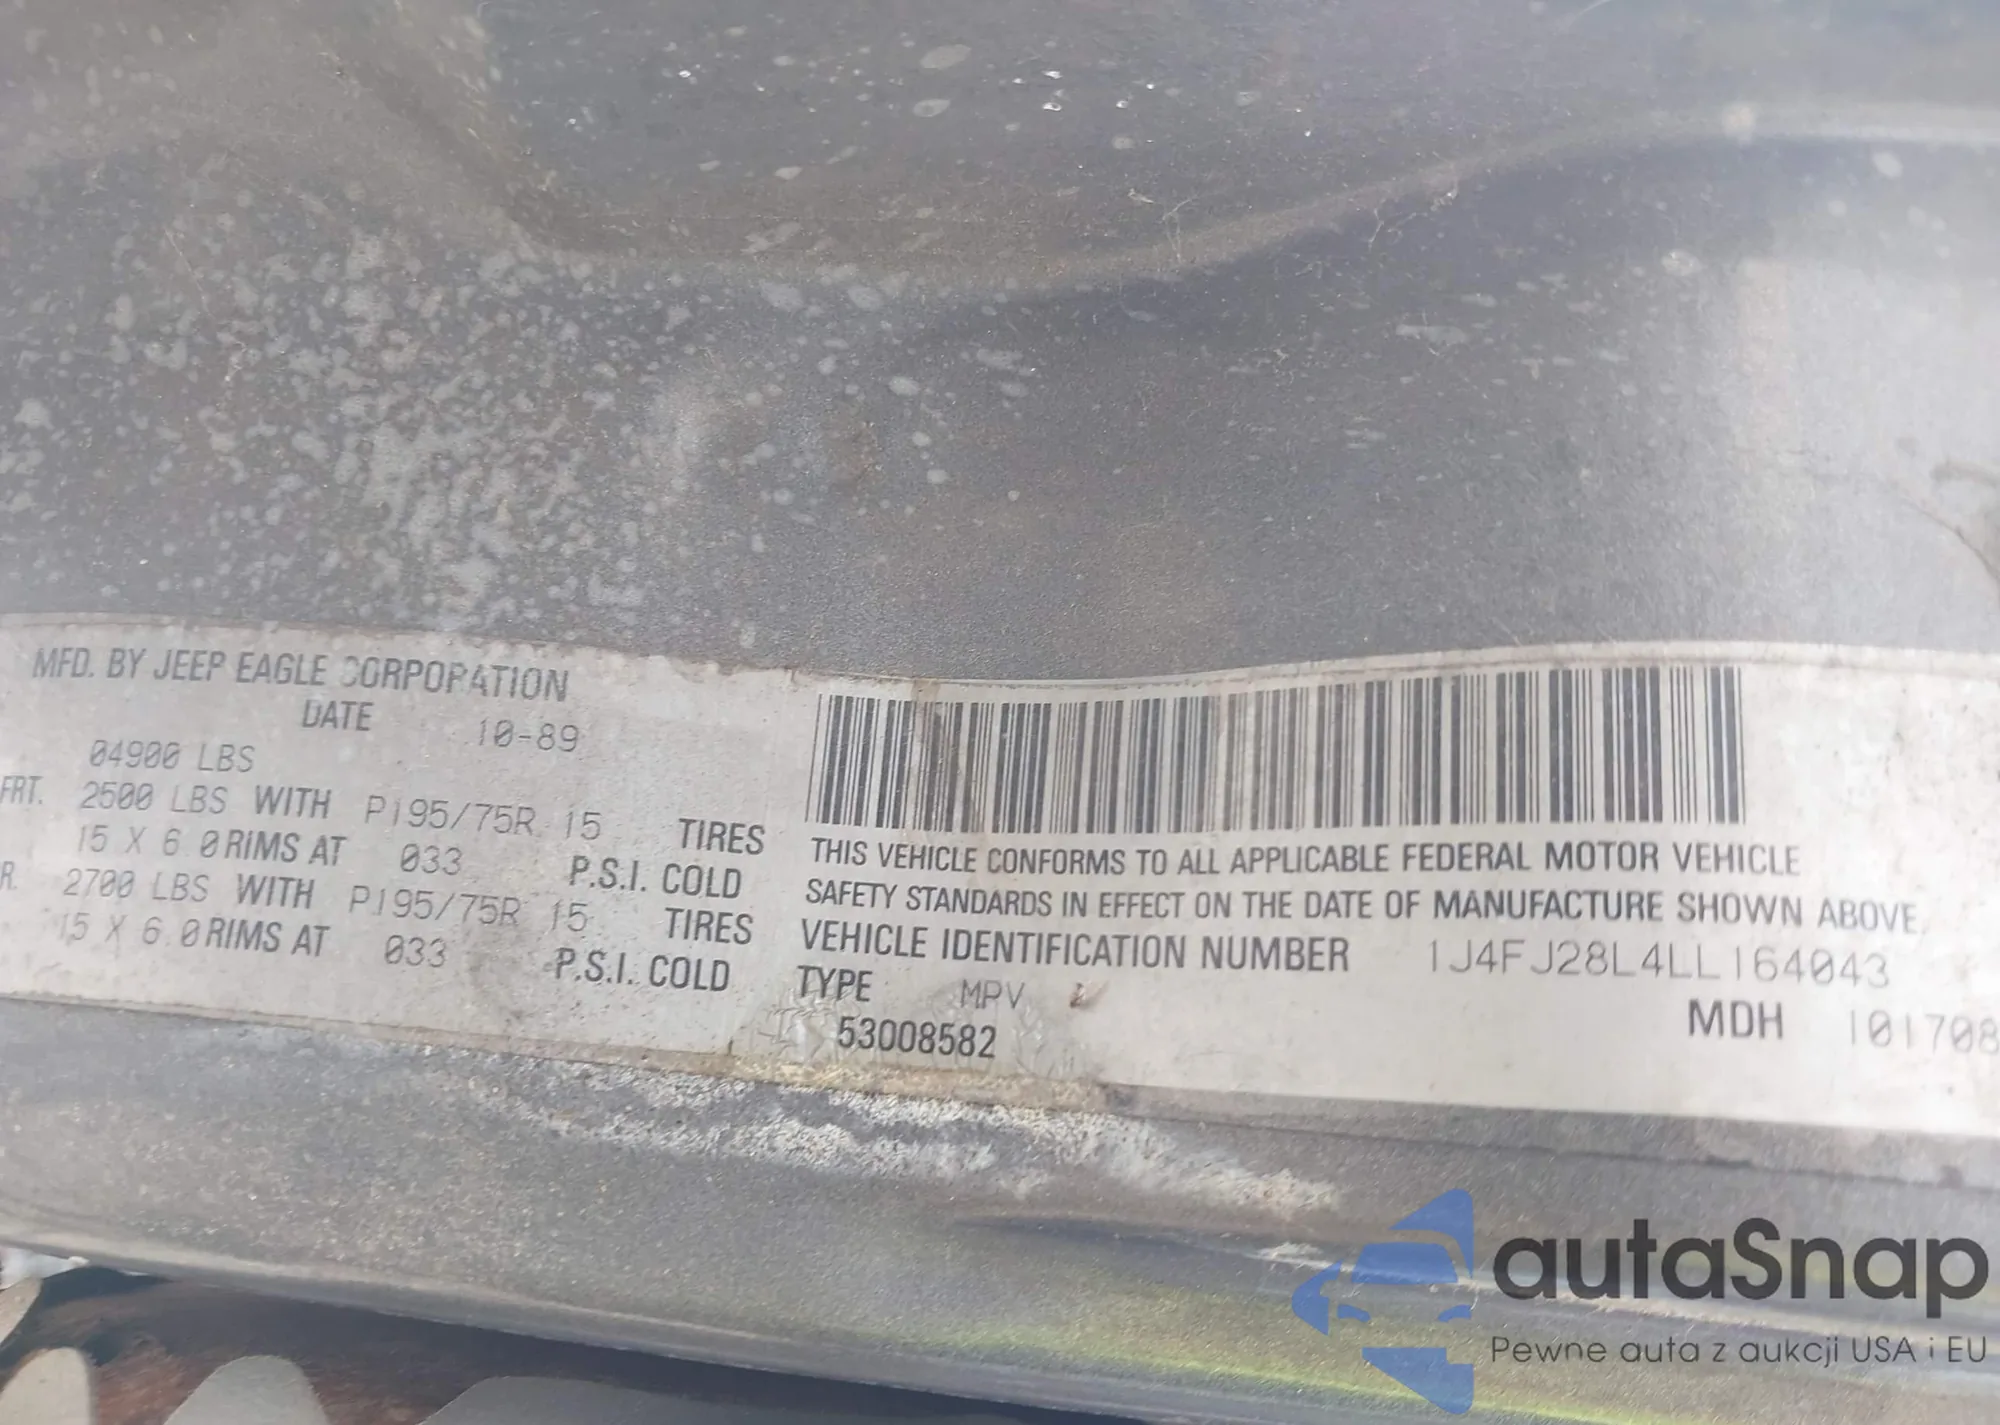 MFD. BY JEEP EAGLE CORPORATION
DATE 10-89
04900 LBS
FRT. 2500 LBS WITH P195/75R 15 TIRES
15 X 6.0 RIMS AT 033 P.S.I. COLD
R. 2700 LBS WITH P195/75R 15 TIRES
15 X 6.0 RIMS AT 033 P.S.I. COLD
THIS VEHICLE CONFORMS TO ALL APPLICABLE FEDERAL MOTOR VEHICLE
SAFETY STANDARDS IN EFFECT ON THE DATE OF MANUFACTURE SHOWN ABOVE.
VEHICLE IDENTIFICATION NUMBER 1J4FJ28L4LL164043
TYPE MPV
MDH 101708
53008582
autaSnap
Pewne auta z aukcji USA i EU